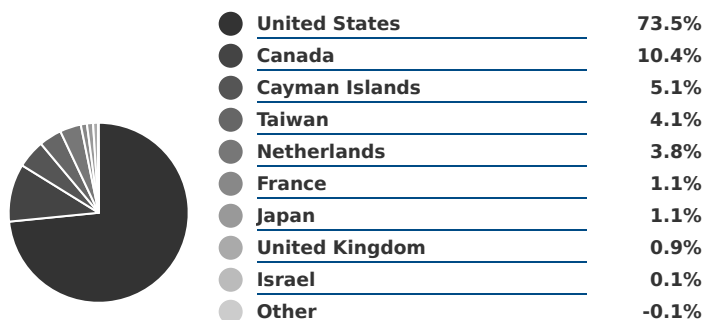 United States 73.5%
Canada 10.4%
Cayman Islands 5.1%
Taiwan 4.1%
Netherlands 3.8%
France 1.1%
Japan 1.1%
United Kingdom 0.9%
Israel 0.1%
Other -0.1%